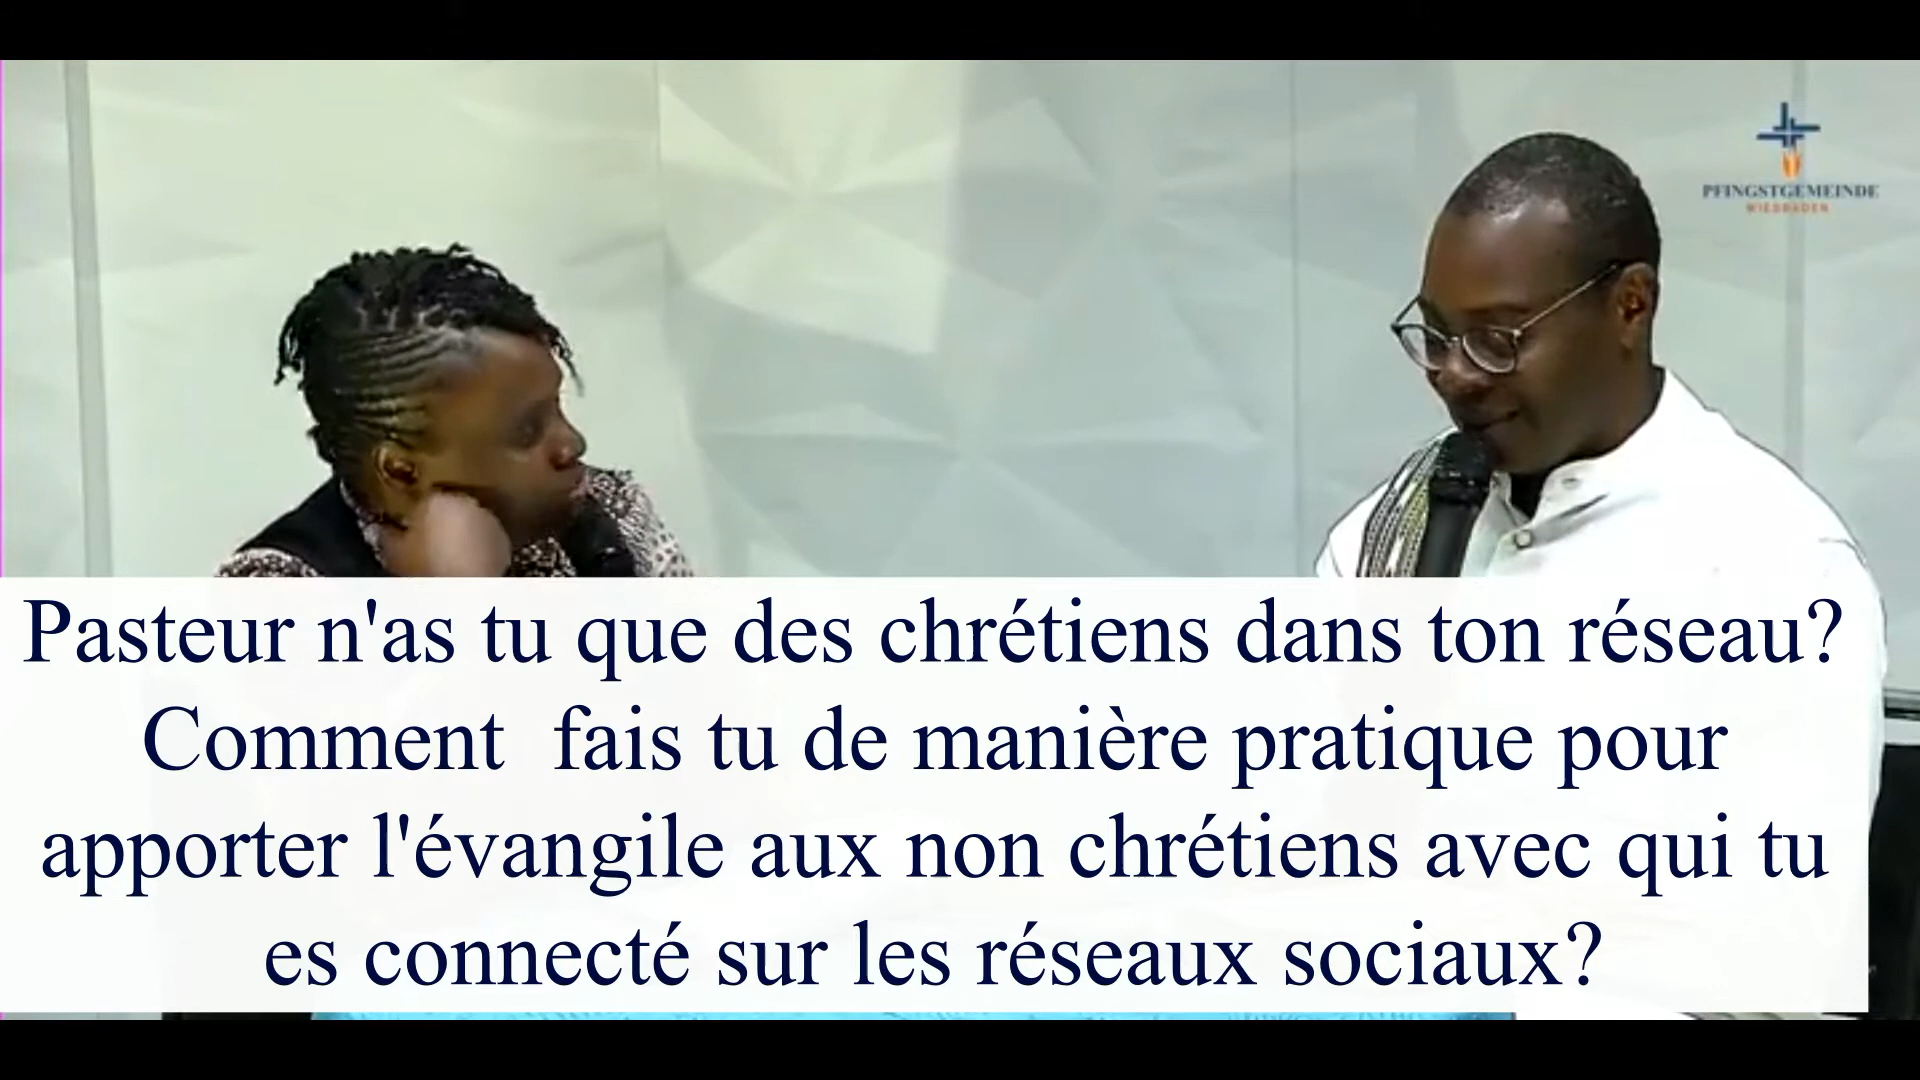 PFINGSTGEMEINDE
WIESBADEN
Pasteur n'as tu que des chrétiens dans ton réseau?
Comment  fais tu de manière pratique pour
apporter l'évangile aux non chrétiens avec qui tu
es connecté sur les réseaux sociaux?